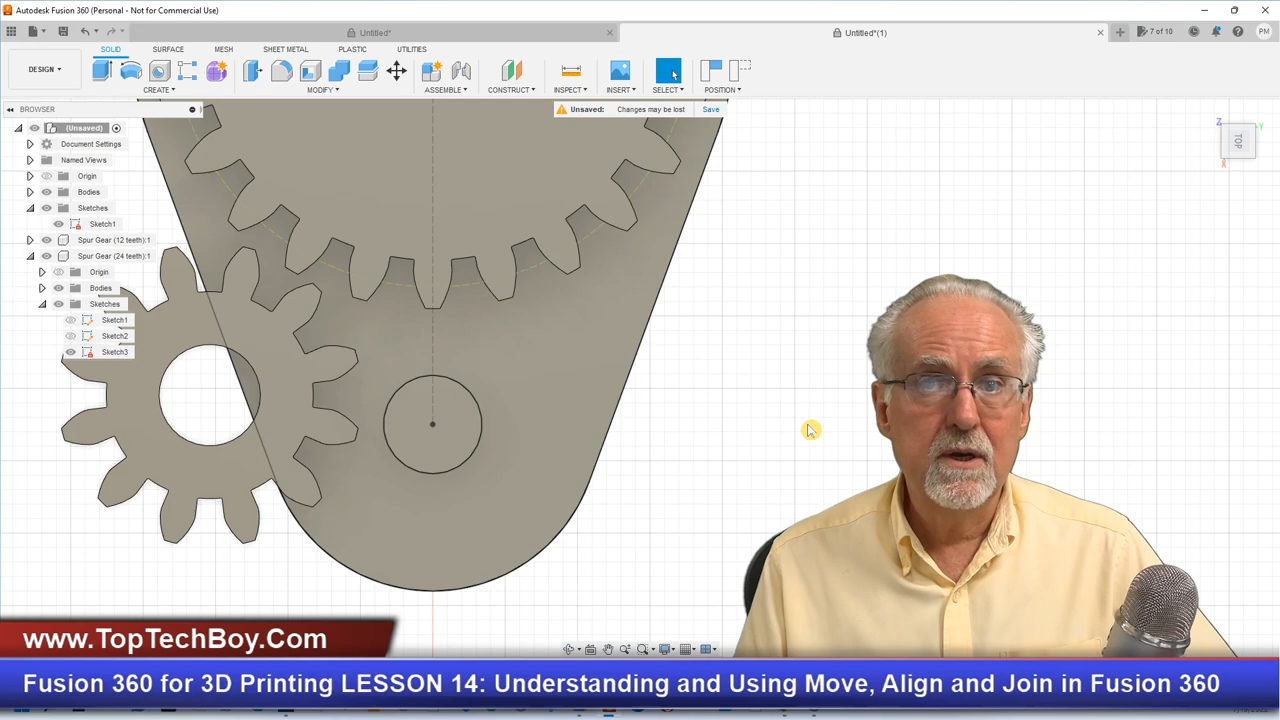 Autodesk Fusion 360 (Personal - Not for Commercial Use)
Untitled*
Untitled*(1)
7 of 10
PM
SOLID
SURFACE
MESH
SHEET METAL
PLASTIC
UTILITIES
DESIGN
CREATE
MODIFY
ASSEMBLE
CONSTRUCT
INSPECT
INSERT
SELECT
POSITION
BROWSER
Unsaved: Changes may be lost Save
(Unsaved)
Document Settings
Named Views
Origin
Bodies
Sketches
Sketch1
Spur Gear (12 teeth):1
Spur Gear (24 teeth):1
Origin
Bodies
Sketches
Sketch1
Sketch2
Sketch3
Z
Y
TOP
X
www.TopTechBoy.Com
Fusion 360 for 3D Printing LESSON 14: Understanding and Using Move, Align and Join in Fusion 360